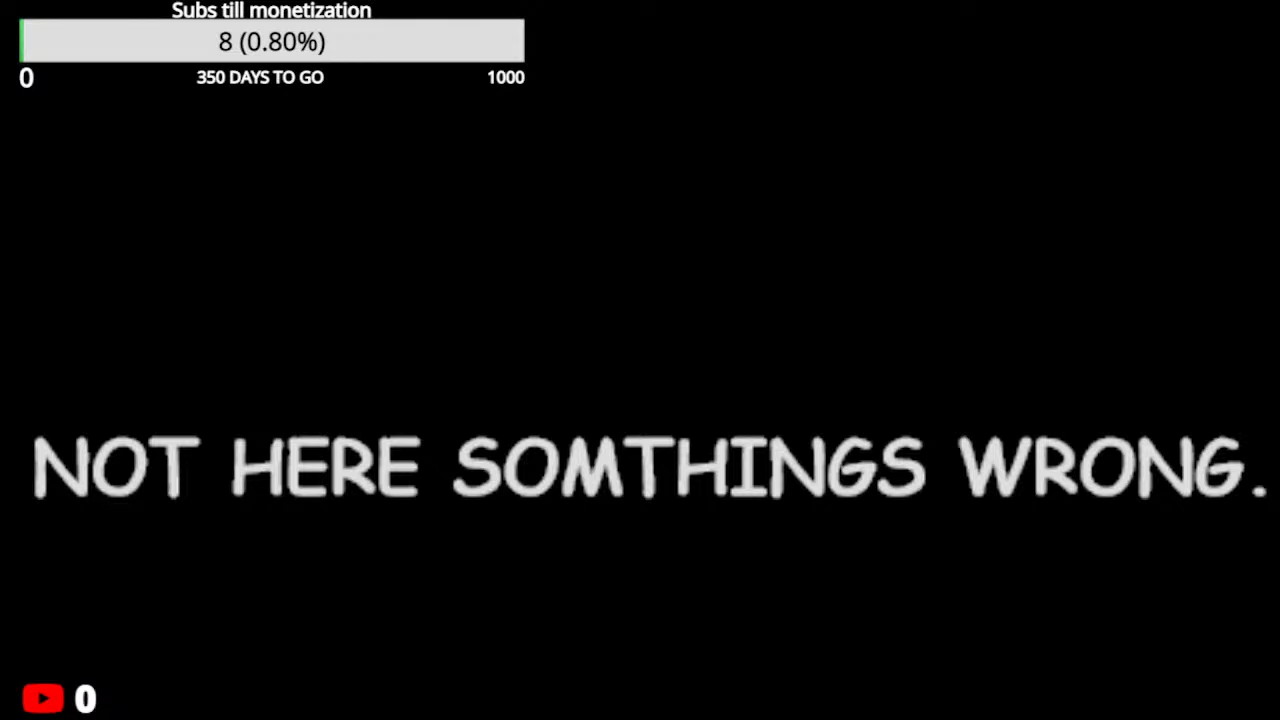 Subs till monetization
8 (0.80%)
0 350 DAYS TO GO 1000
NOT HERE SOMTHINGS WRONG.
0